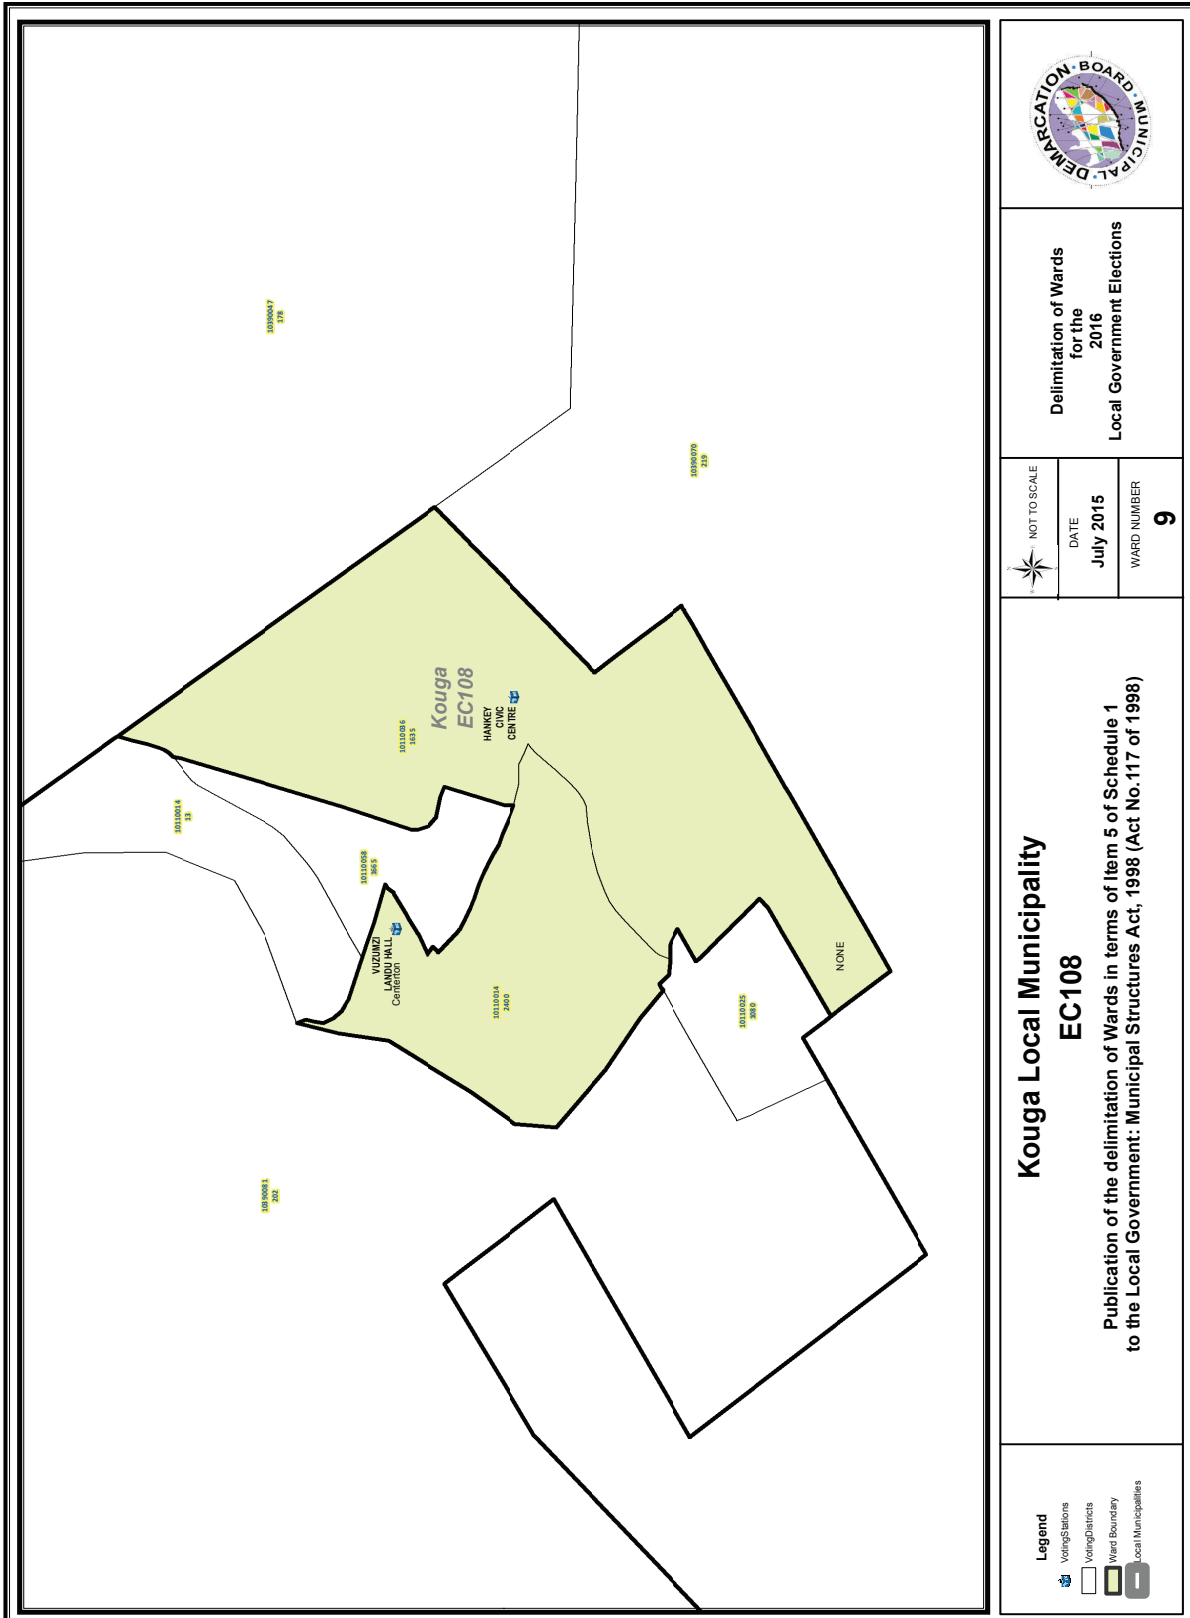 10390047
178
10390070
219
Kouga
EC108
10110036
1635
HANKEY
CIVIC
CENTRE
10110014
13
10110058
1665
VUZUMZI
LANDU HALL
Centerton
10110014
2400
NONE
10110025
1080
10390081
202
DEMARCATION · BOARD · MUNICIPAL
Delimitation of Wards
for the
2016
Local Government Elections
NOT TO SCALE
DATE
July 2015
WARD NUMBER
9
Kouga Local Municipality
EC108
Publication of the delimitation of Wards in terms of Item 5 of Schedule 1
to the Local Government: Municipal Structures Act, 1998 (Act No.117 of 1998)
Legend
VotingStations
VotingDistricts
Ward Boundary
Local Municipalities